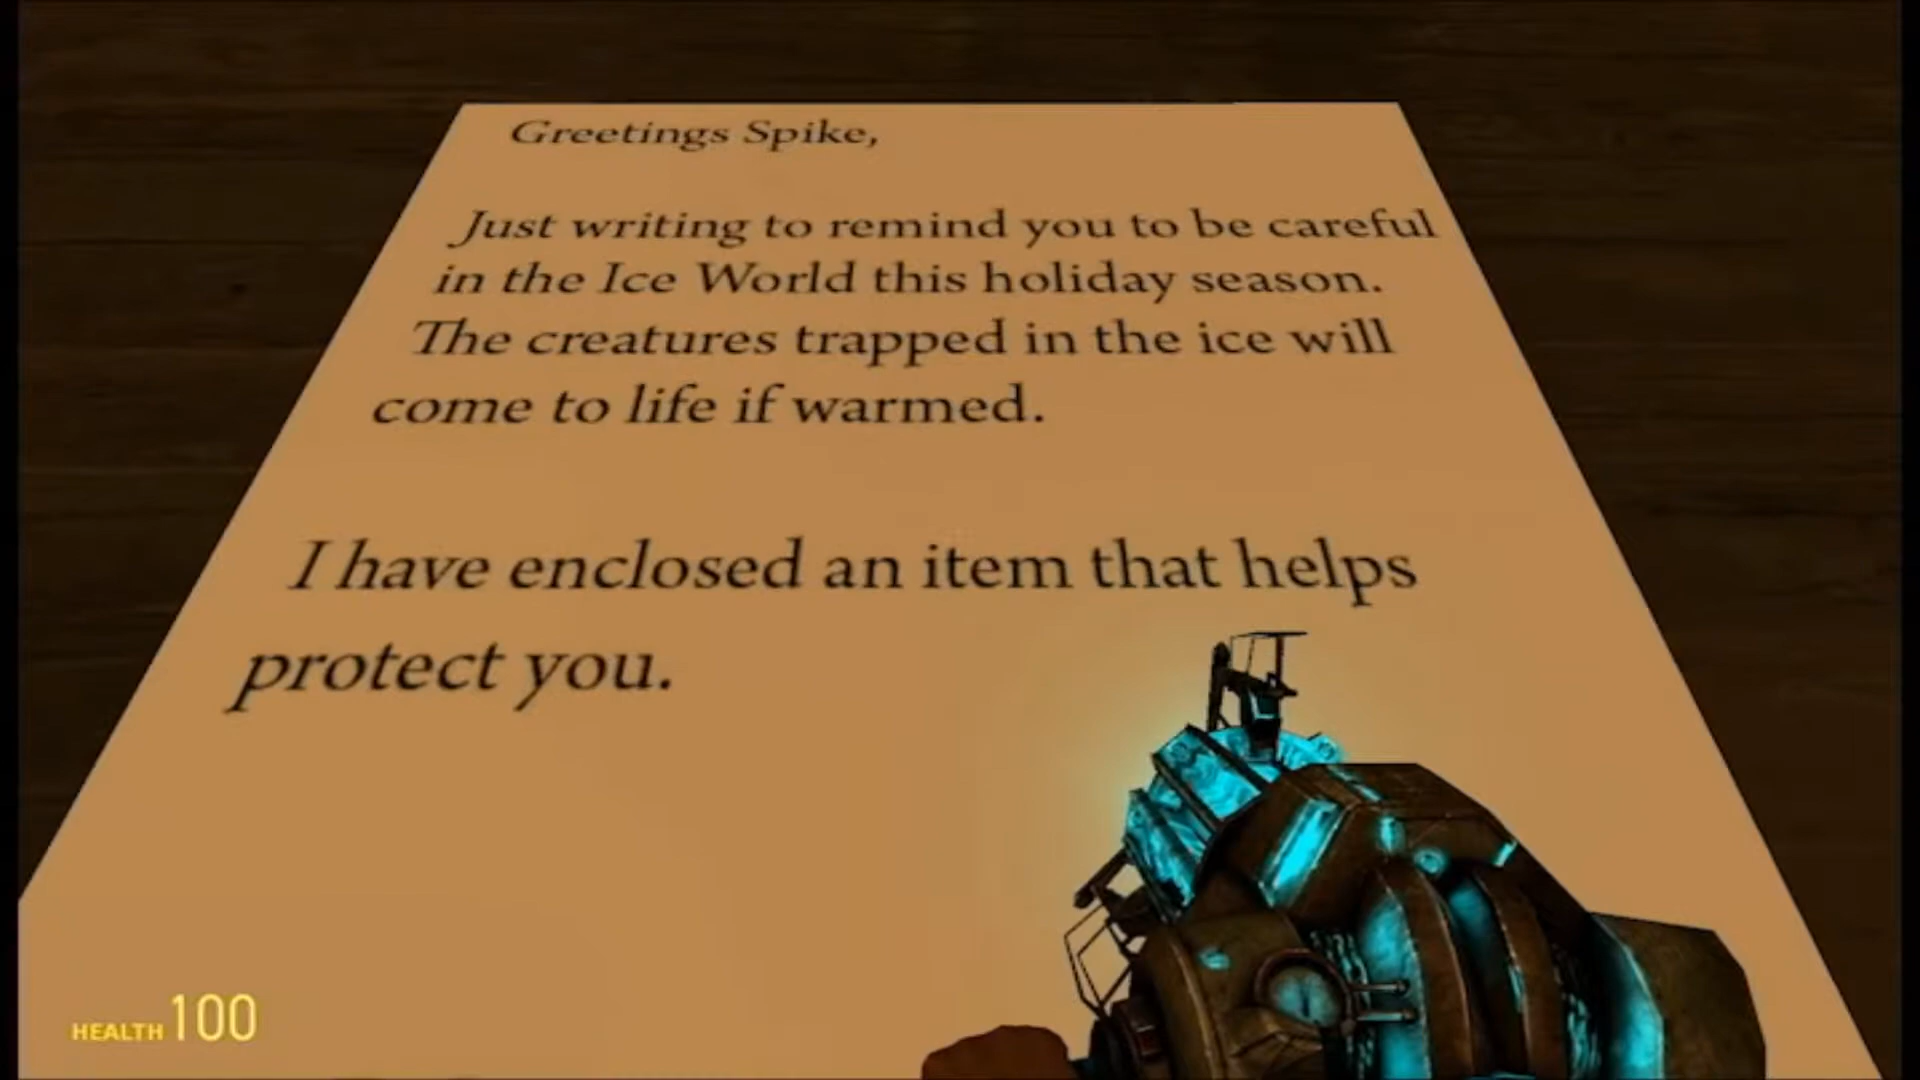 Greetings Spike,
Just writing to remind you to be careful
in the Ice World this holiday season.
The creatures trapped in the ice will
come to life if warmed.
I have enclosed an item that helps
protect you.
HEALTH 100